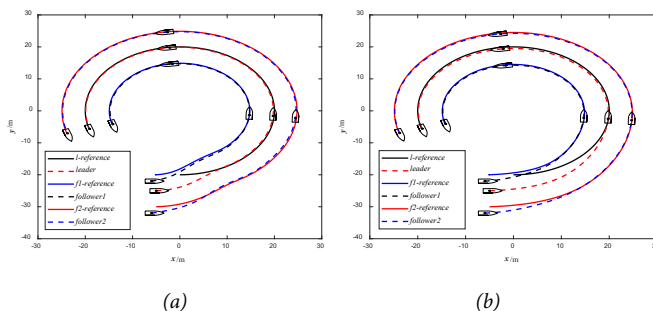 30
20
10
0
-10
-20
-30
-40
y/m
-30
-20
-10
0
10
20
30
x/m
l-reference
leader
f1-reference
follower1
f2-reference
follower2
(a)
30
20
10
0
-10
-20
-30
-40
y/m
-30
-20
-10
0
10
20
x/m
l-reference
leader
f1-reference
follower1
f2-reference
follower2
(b)